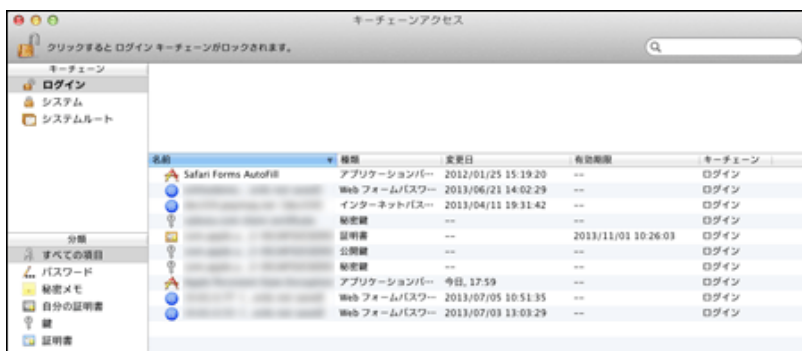 キーチェーンアクセス
クリックするとログイン キーチェーンがロックされます。
キーチェーン
ログイン
システム
システムルート
名前 種類 変更日 有効期限 キーチェーン
Safari Forms AutoFill アプリケーションパ… 2012/01/25 15:19:20 -- ログイン
Web フォームパスワ… 2013/06/21 14:02:29 -- ログイン
インターネットパス… 2013/04/11 19:31:42 -- ログイン
秘密鍵 -- -- ログイン
証明書 -- 2013/11/01 10:26:03 ログイン
公開鍵 -- -- ログイン
秘密鍵 -- -- ログイン
アプリケーションパ… 今日, 17:59 -- ログイン
Web フォームパスワ… 2013/07/05 10:51:35 -- ログイン
Web フォームパスワ… 2013/07/03 13:03:29 -- ログイン
分類
すべての項目
パスワード
秘密メモ
自分の証明書
鍵
証明書